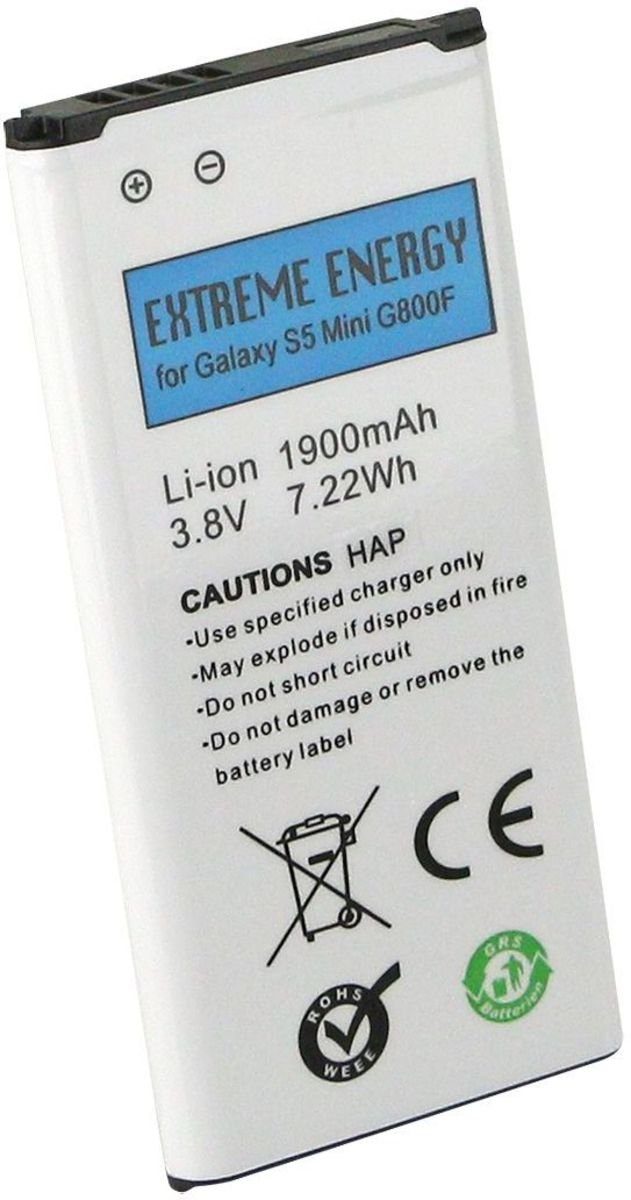 EXTREME ENERGY
for Galaxy S5 Mini G800F
Li-ion 1900mAh
3.8V 7.22Wh
CAUTIONS HAP
-Use specified charger only
-May explode if disposed in fire
-Do not short circuit
-Do not damage or remove the
battery label
CE
GRS
Batterien
ROHS
WEEE